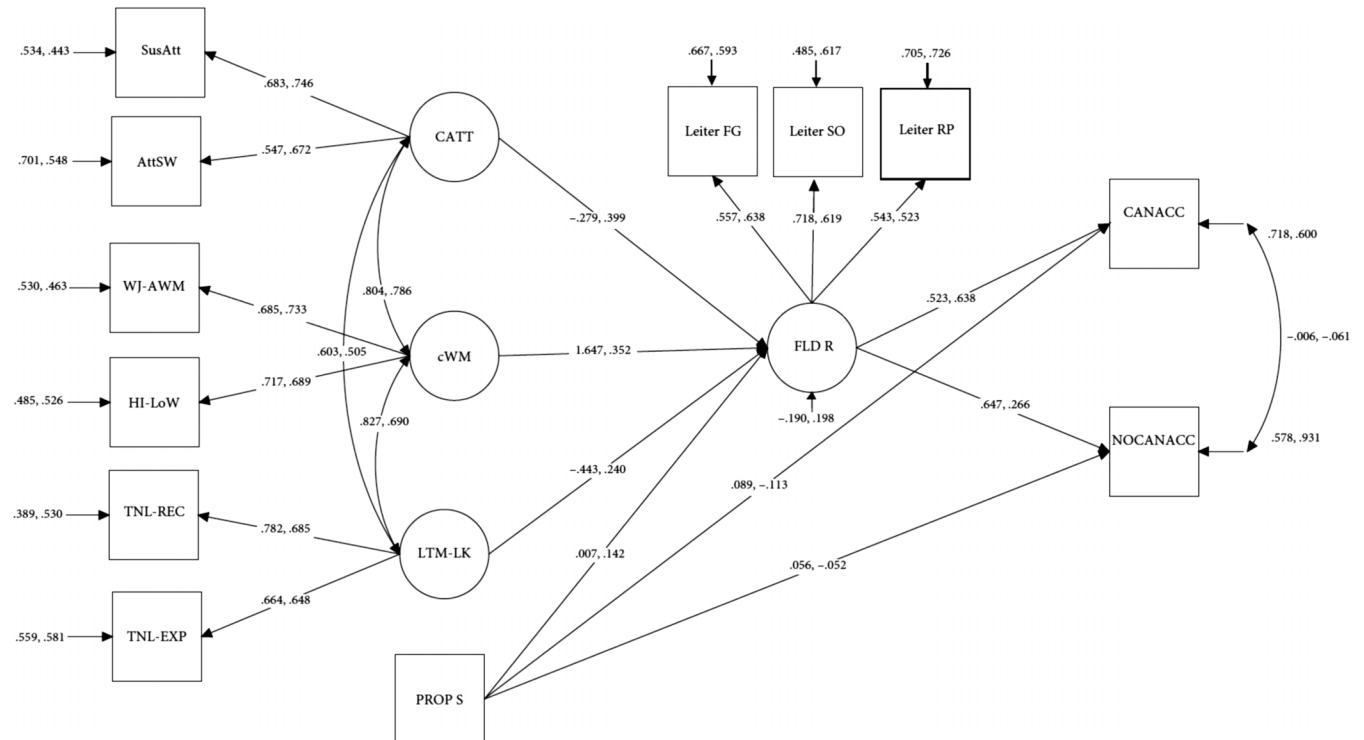 .534, .443
SusAtt
.683, .746
.701, .548
AttSW
.547, .672
CATT
.530, .463
WJ-AWM
.685, .733
.804, .786
.603, .505
cWM
.485, .526
HI-LoW
.717, .689
.827, .690
.389, .530
TNL-REC
.782, .685
LTM-LK
.559, .581
TNL-EXP
.664, .648
PROP S
–.279, .399
1.647, .352
–.443, .240
.007, .142
.667, .593
.485, .617
.705, .726
Leiter FG
Leiter SO
Leiter RP
.557, .638
.718, .619
.543, .523
FLD R
–.190, .198
.523, .638
.647, .266
.089, –.113
.056, –.052
CANACC
.718, .600
–.006, –.061
NOCANACC
.578, .931